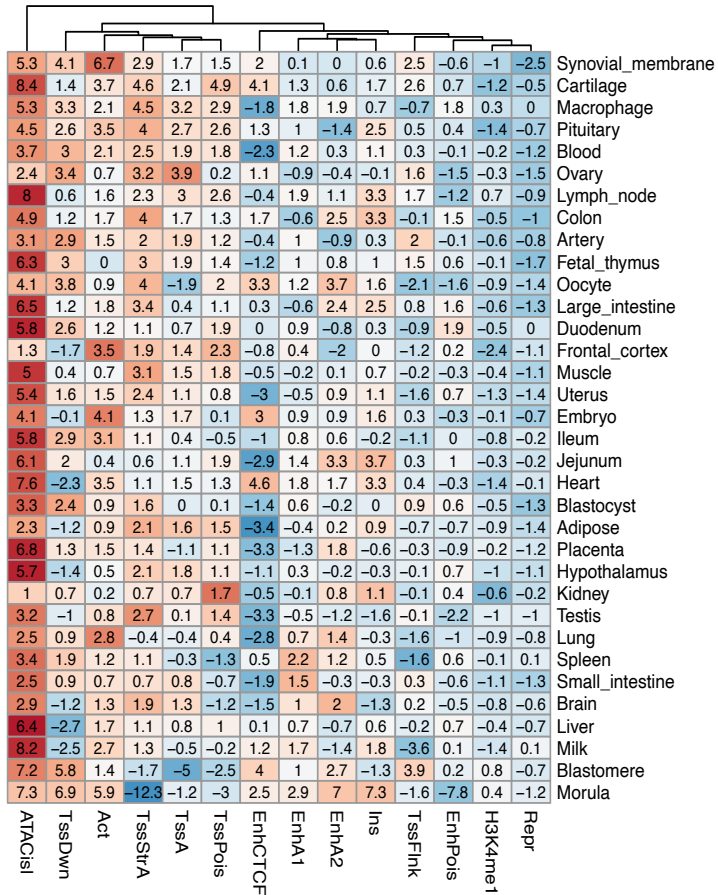 5.3 4.1 6.7 2.9 1.7 1.5 2 0.1 0 0.6 2.5 −0.6 −1 −2.5 Synovial_membrane
8.4 1.4 3.7 4.6 2.1 4.9 4.1 1.3 0.6 1.7 2.6 0.7 −1.2 −0.5 Cartilage
5.3 3.3 2.1 4.5 3.2 2.9 −1.8 1.8 1.9 0.7 −0.7 1.8 0.3 0 Macrophage
4.5 2.6 3.5 4 2.7 2.6 1.3 1 −1.4 2.5 0.5 0.4 −1.4 −0.7 Pituitary
3.7 3 2.1 2.5 1.9 1.8 −2.3 1.2 0.3 1.1 0.3 −0.1 −0.2 −1.2 Blood
2.4 3.4 0.7 3.2 3.9 0.2 1.1 −0.9 −0.4 −0.1 1.6 −1.5 −0.3 −1.5 Ovary
8 0.6 1.6 2.3 3 2.6 −0.4 1.9 1.1 3.3 1.7 −1.2 0.7 −0.9 Lymph_node
4.9 1.2 1.7 4 1.7 1.3 1.7 −0.6 2.5 3.3 −0.1 1.5 −0.5 −1 Colon
3.1 2.9 1.5 2 1.9 1.2 −0.4 1 −0.9 0.3 2 −0.1 −0.6 −0.8 Artery
6.3 3 0 3 1.9 1.4 −1.2 1 0.8 1 1.5 0.6 −0.1 −1.7 Fetal_thymus
4.1 3.8 0.9 4 −1.9 2 3.3 1.2 3.7 1.6 −2.1 −1.6 −0.9 −0.2 Oocyte
6.5 1.2 1.8 3.4 0.4 1.1 0.3 −0.6 2.4 2.5 0.8 1.6 −0.6 −1.3 Large_intestine
5.8 2.6 1.2 1.1 0.7 1.9 0 0.9 −0.8 0.3 −0.9 1.9 −0.5 0 Duodenum
1.3 −1.7 3.5 1.9 1.4 2.3 −0.8 0.4 −2 0 −1.2 0.2 −2.4 −1.1 Frontal_cortex
5 0.4 0.7 3.1 1.5 1.8 −0.5 −0.2 0.1 0.7 −0.2 −0.3 −0.4 −1.1 Muscle
5.4 1.6 1.5 2.4 1.1 0.8 −3 −0.5 0.9 1.1 −1.6 0.7 −1.3 −1.4 Uterus
4.1 −0.1 4.1 1.3 1.7 0.1 3 0.9 0.9 1.6 0.3 −0.3 −0.1 −0.7 Embryo
5.8 2.9 3.1 1.1 0.4 −0.5 −1 0.8 0.6 −0.2 −1.1 0 −0.8 −0.2 Ileum
6.1 2 0.4 0.6 1.1 1.9 −2.9 1.4 3.3 3.7 0.3 1 −0.3 −0.2 Jejunum
7.6 −2.3 3.5 1.1 1.5 1.3 4.6 1.8 1.7 3.3 0.4 −0.3 −1.4 −0.1 Heart
3.3 2.4 0.9 1.6 0 0.1 −1.4 0.6 −0.2 0 0.9 0.6 −0.5 −1.3 Blastocyst
2.3 −1.2 0.9 2.1 1.6 1.5 −3.4 −0.4 0.2 0.9 −0.7 −0.7 −0.9 −1.4 Adipose
6.8 1.3 1.5 1.4 −1.1 1.1 −3.3 −1.3 1.8 −0.6 −0.3 −0.9 −0.2 −1.2 Placenta
5.7 −1.4 0.5 2.1 1.8 1.1 −1.1 0.3 −0.2 −0.3 −0.1 0.7 −1 −1.1 Hypothalamus
1 0.7 0.2 0.7 0.7 1.7 −0.5 −0.1 0.8 1.1 −0.1 0.4 −0.6 −0.2 Kidney
3.2 −1 0.8 2.7 0.1 1.4 −3.3 −0.5 −1.2 −1.6 −0.1 −2.2 −1 −1 Testis
2.5 0.9 2.8 −0.4 −0.4 0.4 −2.8 0.7 1.4 −0.3 −1.6 −1 −0.9 −0.8 Lung
3.4 1.9 1.2 1.1 −0.3 −1.3 0.5 2.2 1.2 0.5 −1.6 0.6 −0.1 0.1 Spleen
2.5 0.9 0.7 0.7 0.8 −0.7 −1.9 1.5 −0.3 −0.3 0.3 −0.6 −1.1 −1.3 Small_intestine
2.9 −1.2 1.3 1.9 1.3 −1.2 −1.5 1 2 −1.3 0.2 −0.5 −0.8 −0.6 Brain
6.4 −2.7 1.7 1.1 0.8 1 0.1 0.7 −0.7 0.6 −0.2 0.7 −0.4 −0.7 Liver
8.2 −2.5 2.7 1.3 −0.5 −0.2 1.2 1.7 −1.4 1.8 −3.6 0.1 −1.4 0.1 Milk
7.2 5.8 1.4 −1.7 −5 −2.5 4 1 2.7 −1.3 3.9 0.2 0.8 −0.7 Blastomere
7.3 6.9 5.9 −12.3 −1.2 −3 2.5 2.9 7 7.3 −1.6 −7.8 0.4 −1.2 Morula
ATACisl TssDwn Act TssStrA TssA TssPois EnhCTCF EnhA1 EnhA2 Ins TssFlnk EnhPois H3K4me1 Repr